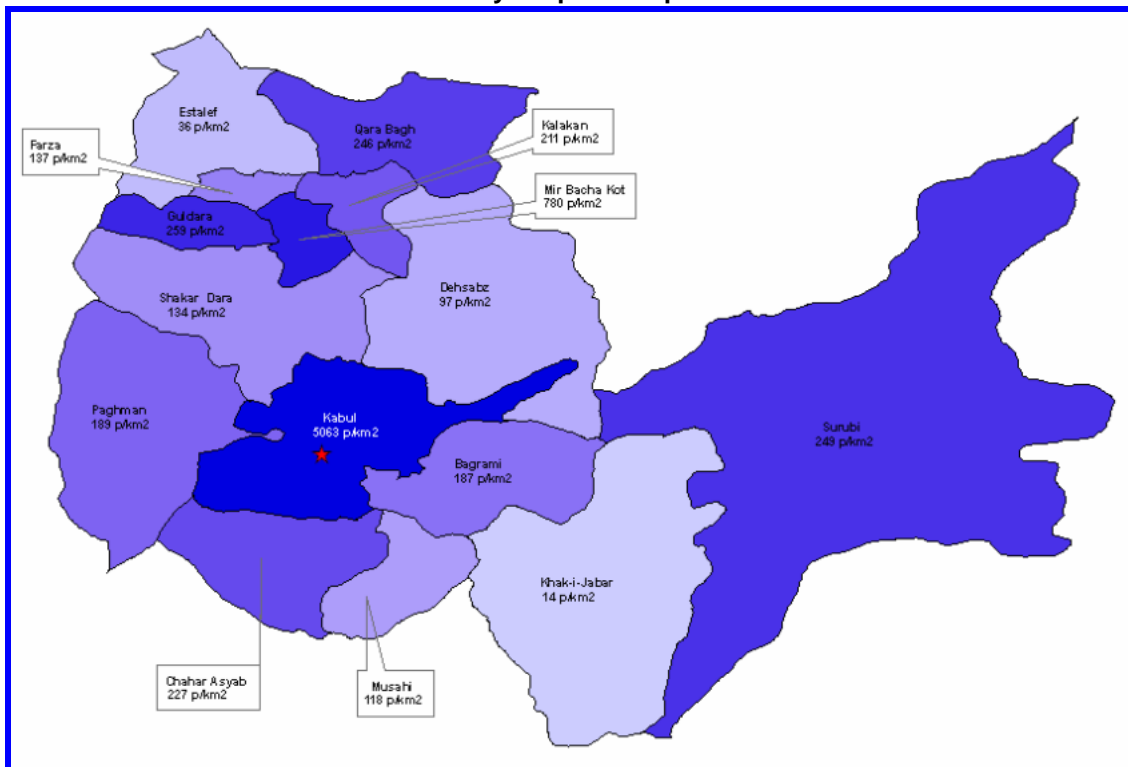 Estalef
36 p/km2
Qara Bagh
246 p/km2
Kalakan
211 p/km2
Farza
137 p/km2
Mir Bacha Kot
780 p/km2
Guldara
259 p/km2
Dehsabz
97 p/km2
Shakar Dara
134 p/km2
Paghman
189 p/km2
Kabul
5063 p/km2
Surubi
249 p/km2
Bagrami
187 p/km2
Khak-i-Jabar
14 p/km2
Chahar Asyab
227 p/km2
Musahi
118 p/km2